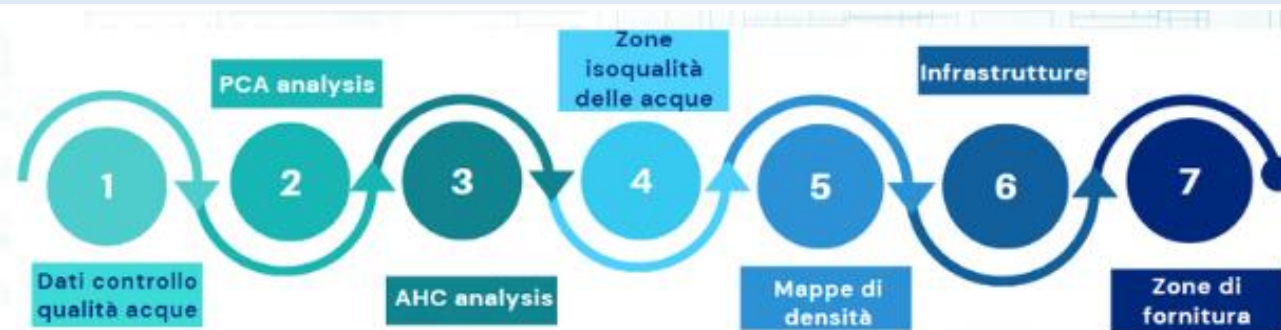 1
Dati controllo
qualità acque
PCA analysis
2
3
AHC analysis
Zone
isoqualità
delle acque
4
5
Mappe di
densità
Infrastrutture
6
7
Zone di
fornitura